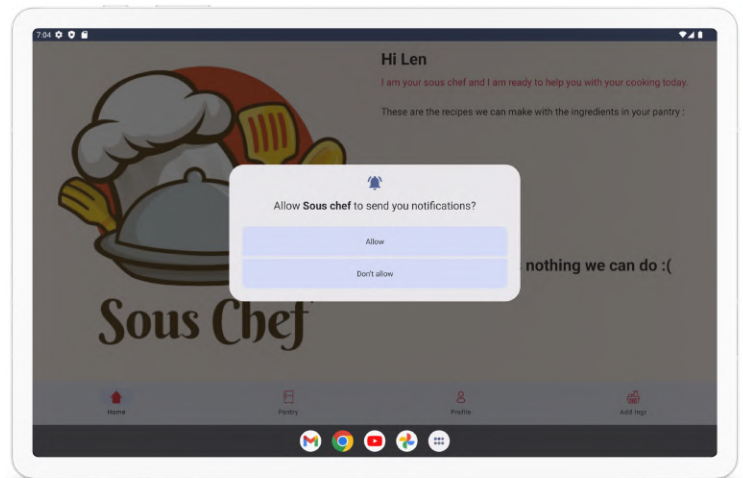 7:04
Hi Len
I am your sous chef and I am ready to help you with your cooking today.
These are the recipes we can make with the ingredients in your pantry :
Allow Sous chef to send you notifications?
Allow
Don't allow
nothing we can do :(
Sous Chef
Home
Pantry
Profile
Add Ingr